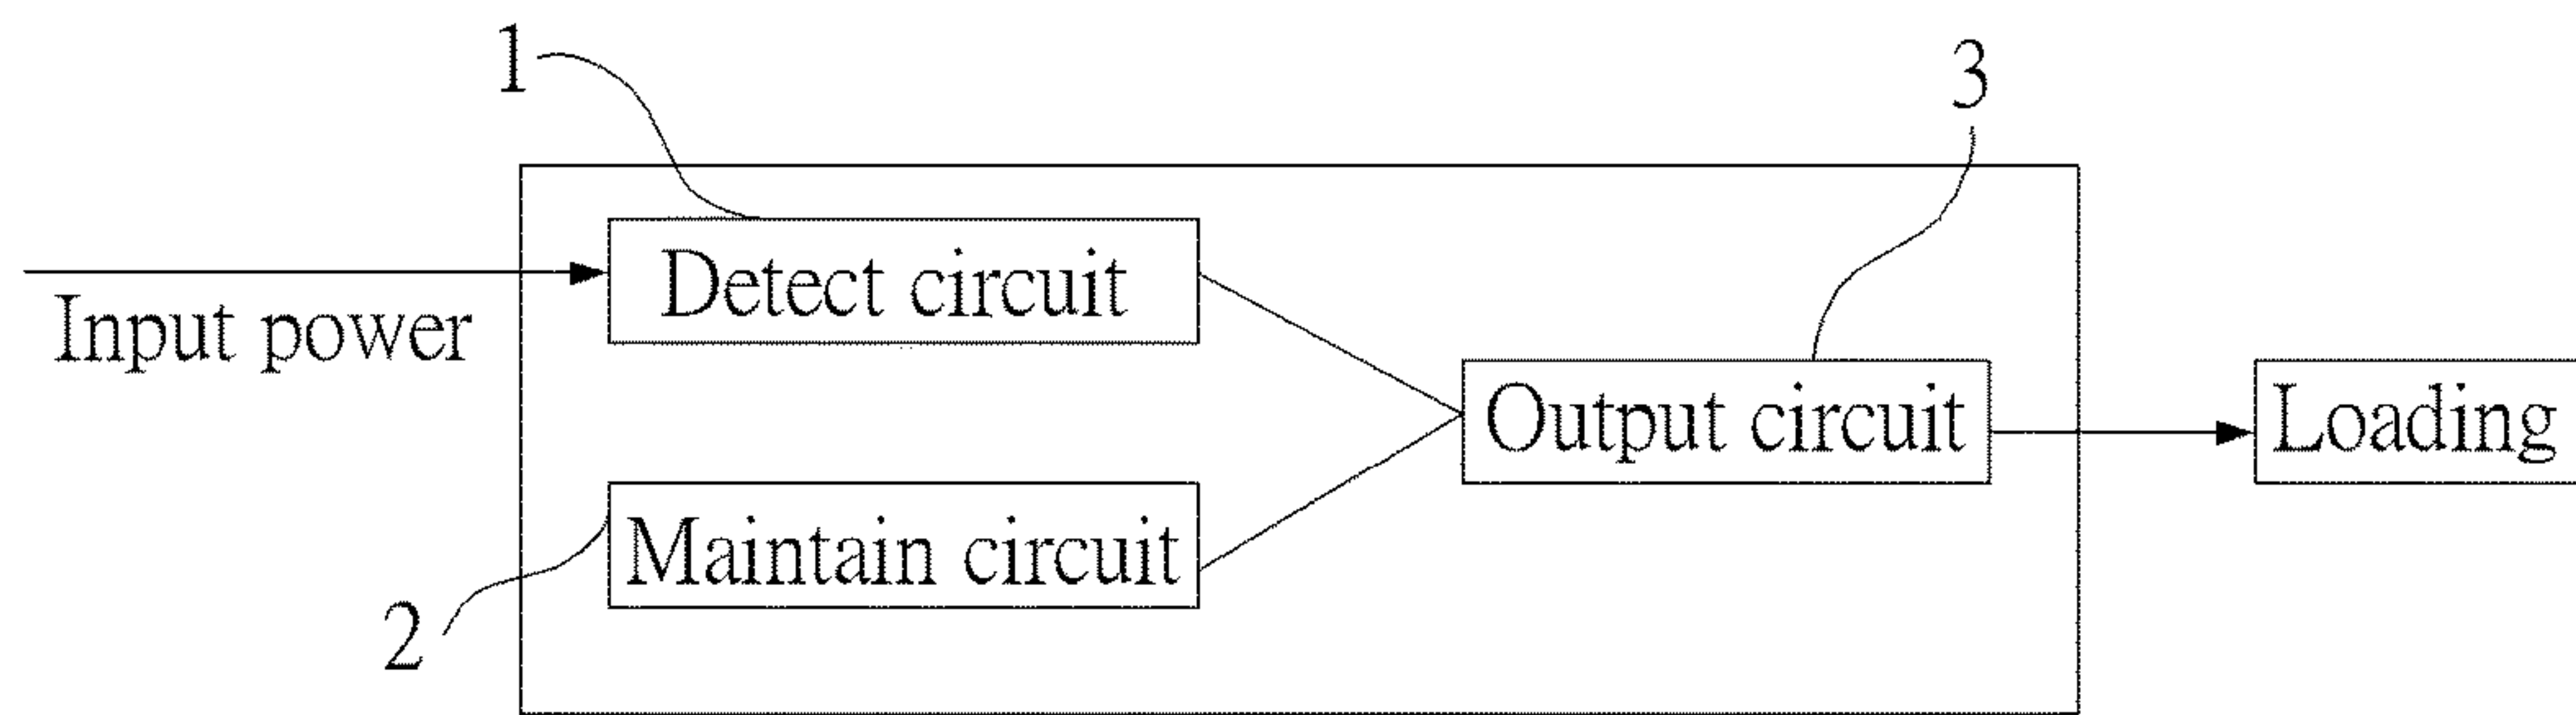 1
3
Detect circuit
Input power
Output circuit
Loading
Maintain circuit
2